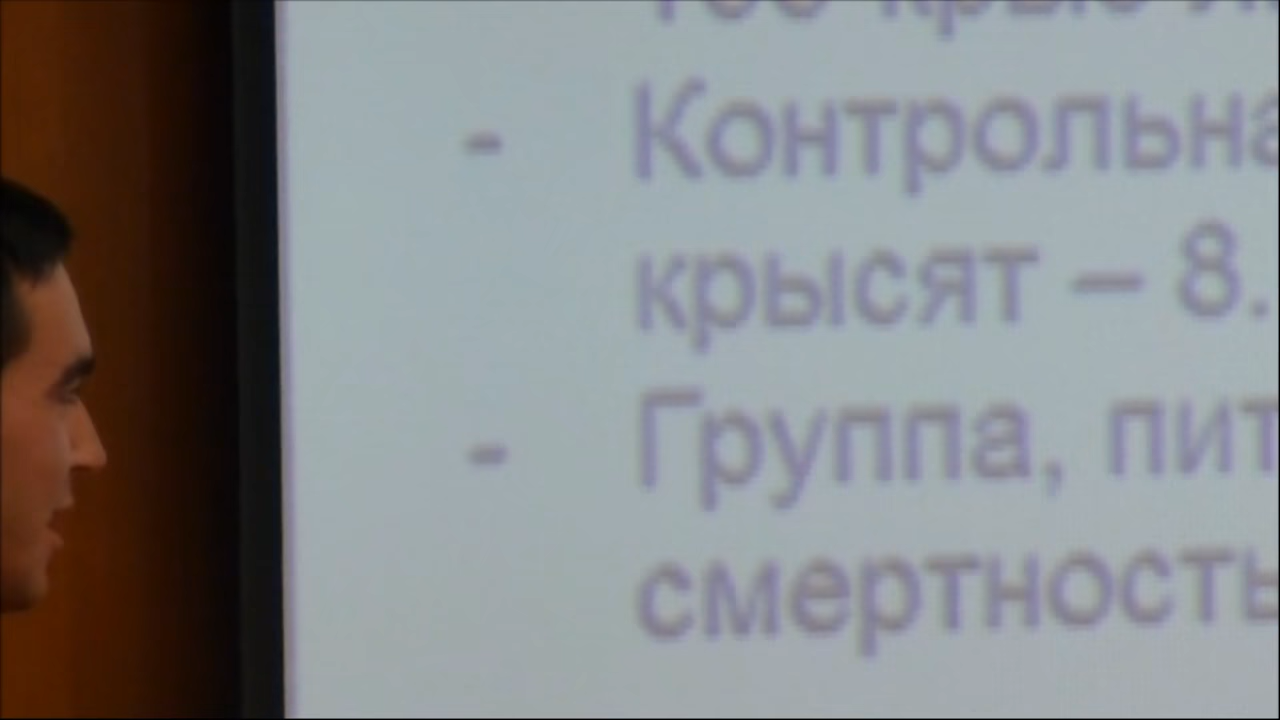 - Контрольна
крысят – 8.
- Группа, пит
смертность